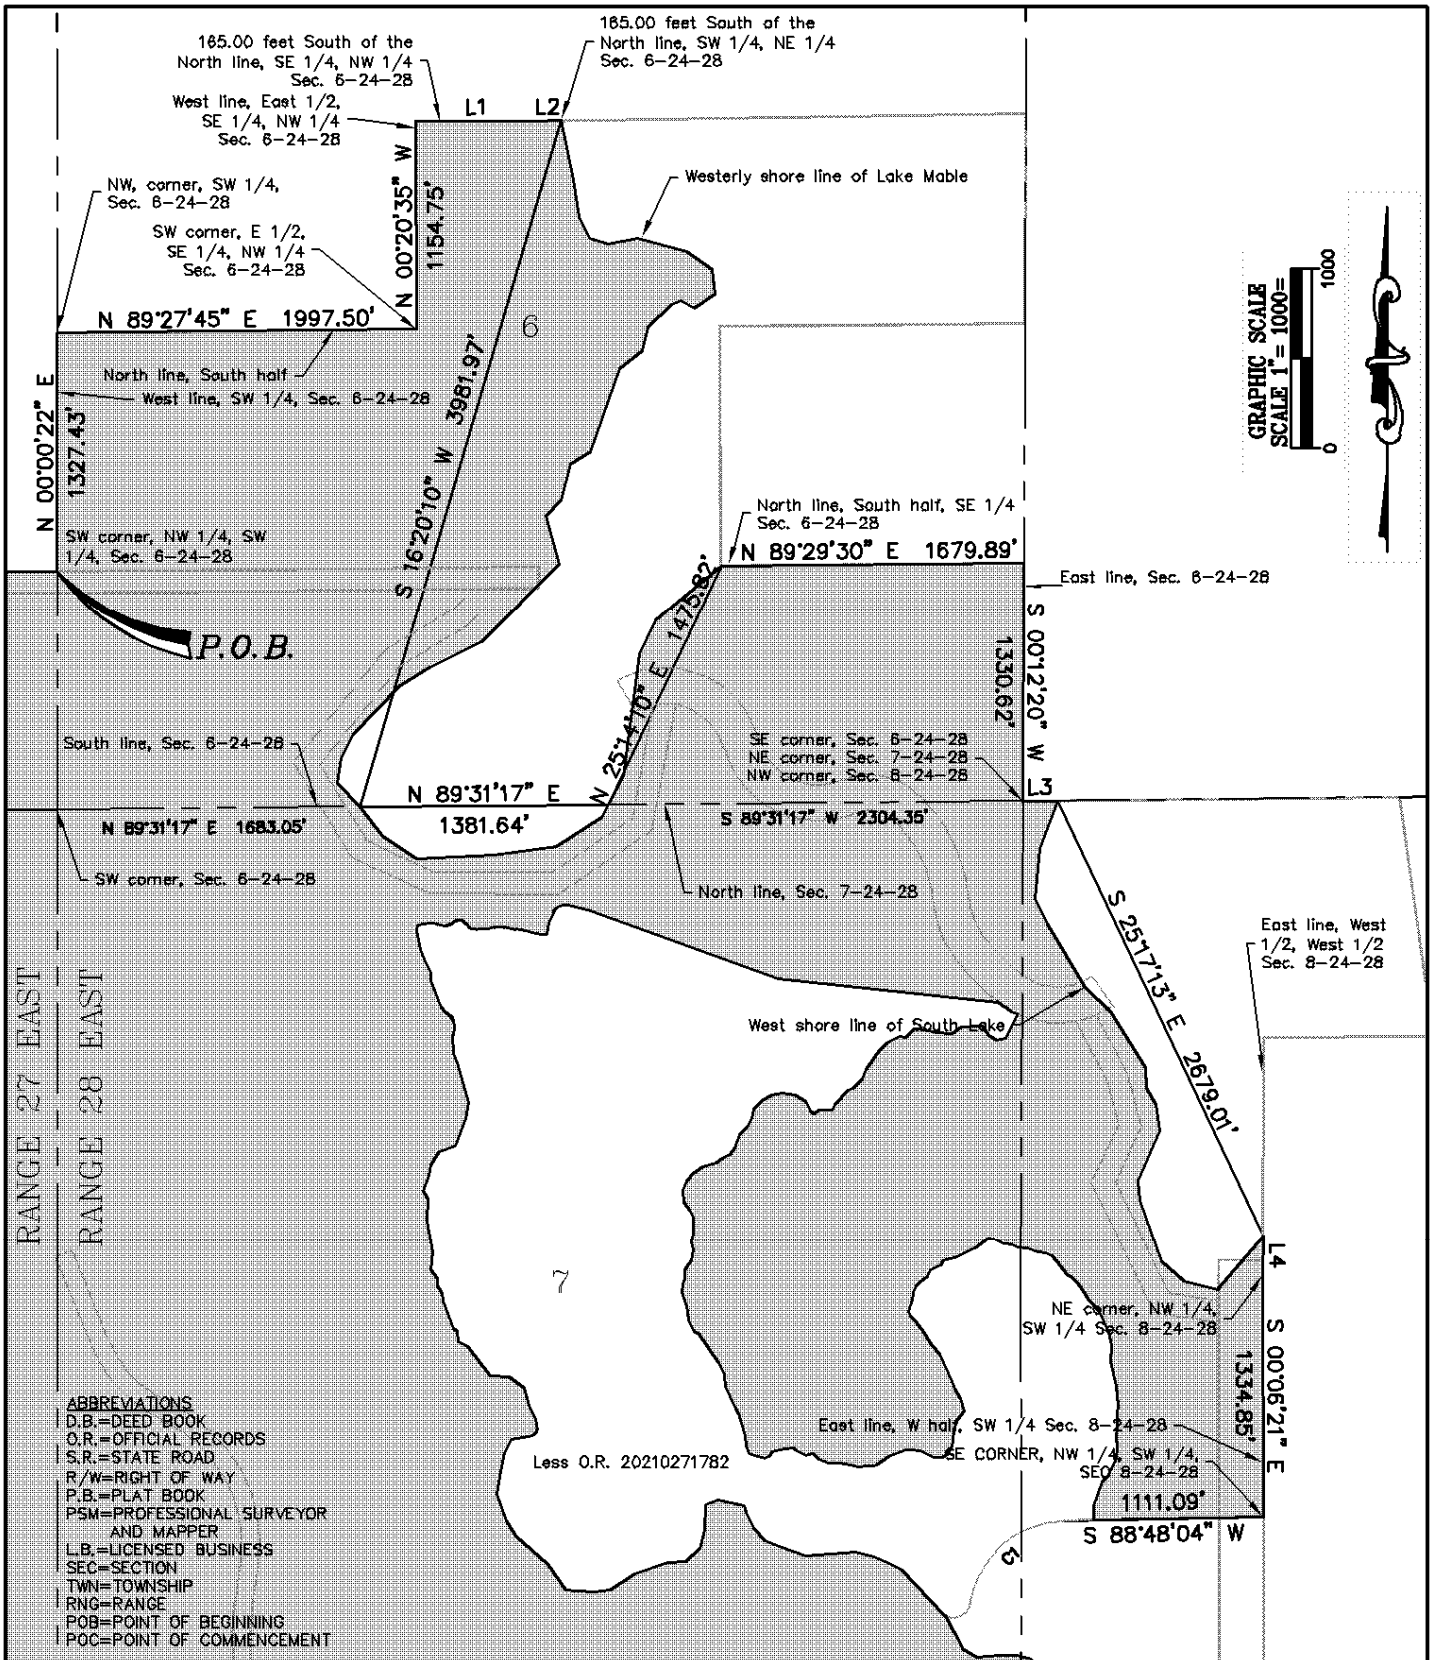 165.00 feet South of the
North line, SE 1/4, NW 1/4
Sec. 6-24-28
165.00 feet South of the
North line, SW 1/4, NE 1/4
Sec. 6-24-28
West line, East 1/2,
SE 1/4, NW 1/4
Sec. 6-24-28
L1
L2
NW, corner, SW 1/4,
Sec. 6-24-28
SW corner, E 1/2,
SE 1/4, NW 1/4
Sec. 6-24-28
N 00°20'35" W
1154.75'
Westerly shore line of Lake Mable
GRAPHIC SCALE
SCALE 1"= 1000=
0
1000
N 89°27'45" E 1997.50'
6
North line, South half
West line, SW 1/4, Sec. 6-24-28
N 00°00'22" E
1327.43'
S 16°20'10" W 3981.97'
SW corner, NW 1/4, SW
1/4, Sec. 6-24-28
P.O.B.
North line, South half, SE 1/4
Sec. 6-24-28
N 89°29'30" E 1679.89'
East line, Sec. 6-24-28
N 25°14'10" E 1475.82'
S 00°12'20" W
1330.62'
South line, Sec. 6-24-28
SE corner, Sec. 6-24-28
NE corner, Sec. 7-24-28
NW corner, Sec. 8-24-28
L3
N 89°31'17" E
1381.64'
N 89°31'17" E 1683.05'
S 89°31'17" W 2304.35'
SW corner, Sec. 6-24-28
North line, Sec. 7-24-28
S 25°17'13" E 2679.01'
East line, West
1/2, West 1/2
Sec. 8-24-28
RANGE 27 EAST
RANGE 28 EAST
West shore line of South Lake
7
L4
NE corner, NW 1/4,
SW 1/4 Sec. 8-24-28
S 00°06'21" E
1334.85'
ABBREVIATIONS
D.B.=DEED BOOK
O.R.=OFFICIAL RECORDS
S.R.=STATE ROAD
R/W=RIGHT OF WAY
P.B.=PLAT BOOK
PSM=PROFESSIONAL SURVEYOR
AND MAPPER
L.B.=LICENSED BUSINESS
SEC=SECTION
TWN=TOWNSHIP
RNG=RANGE
POB=POINT OF BEGINNING
POC=POINT OF COMMENCEMENT
Less O.R. 20210271782
East line, W half, SW 1/4 Sec. 8-24-28
SE CORNER, NW 1/4, SW 1/4,
SEC 8-24-28
1111.09'
S 88°48'04" W